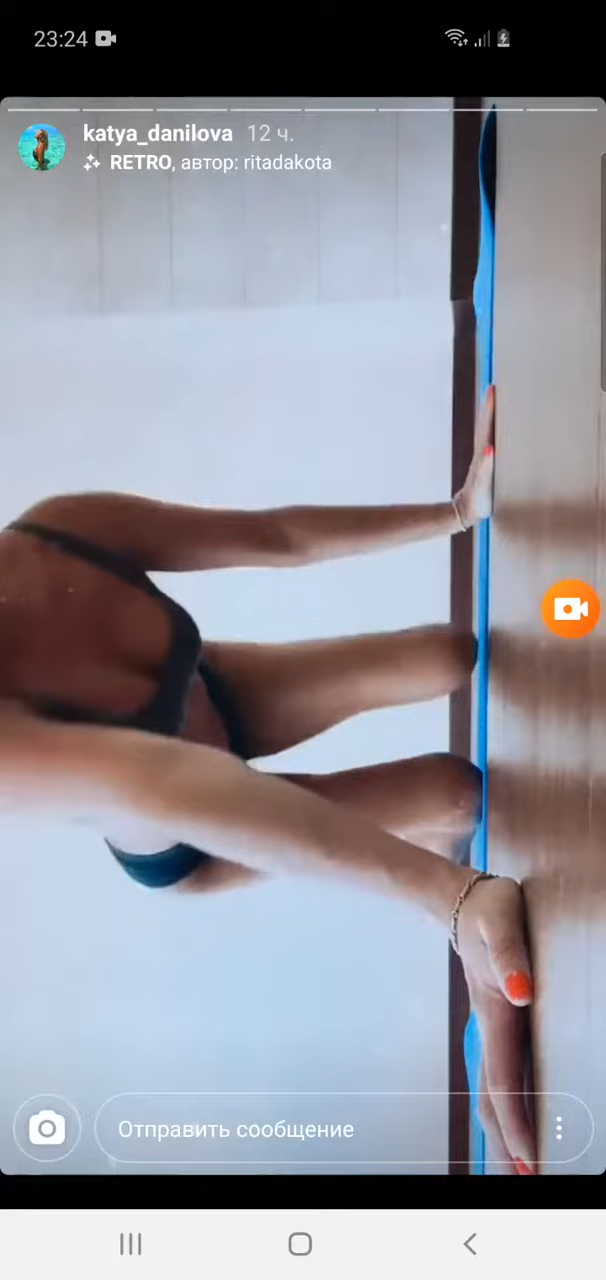 23:24
katya_danilova 12 ч.
RETRO, автор: ritadakota
Отправить сообщение